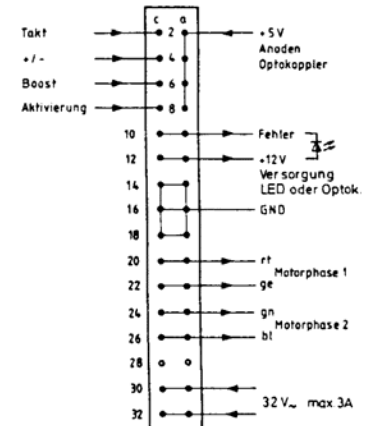 c a
Takt 2 +5V
Anoden
+/- 4 Optokoppler
Boost 6
Aktivierung 8
10 Fehler
12 +12V
Versorgung
14 LED oder Optok.
16 GND
18
20 rt
Motorphase 1
22 ge
24 gn
Motorphase 2
26 bl
28
30
32V~ max.3A
32